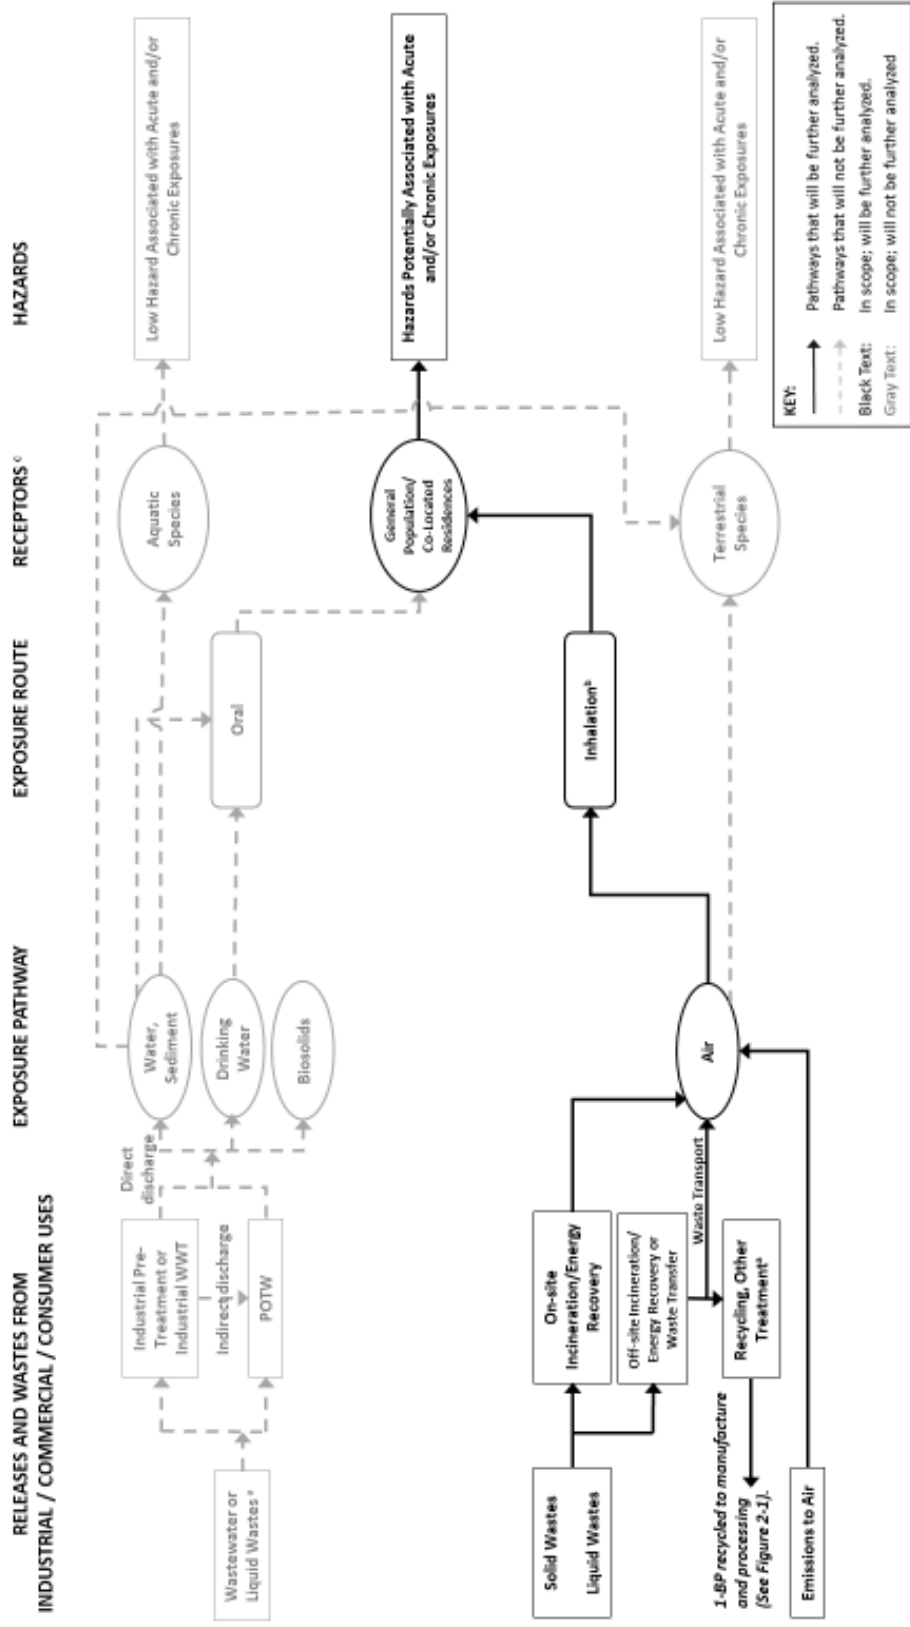 RELEASES AND WASTES FROM
INDUSTRIAL / COMMERCIAL / CONSUMER USES
EXPOSURE PATHWAY
EXPOSURE ROUTE
RECEPTORS c
HAZARDS
Wastewater or
Liquid Wastes a
Industrial Pre-
Treatment or
Industrial WWT
Indirect discharge
POTW
Direct
discharge
Water,
Sediment
Drinking
Water
Biosolids
Oral
Aquatic
Species
Low Hazard Associated with Acute and/or
Chronic Exposures
General
Population/
Co-Located
Residences
Hazards Potentially Associated with Acute
and/or Chronic Exposures
Solid Wastes
Liquid Wastes
On-site
Incineration/Energy
Recovery
Off-site Incineration/
Energy Recovery or
Waste Transfer
Waste Transport
Recycling, Other
Treatmenta
1-BP recycled to manufacture
and processing
(See Figure 2-1).
Emissions to Air
Air
Inhalationb
Terrestrial
Species
Low Hazard Associated with Acute and/or
Chronic Exposures
KEY:
Pathways that will be further analyzed.
Pathways that will not be further analyzed.
Black Text: In scope; will be further analyzed.
Gray Text: In scope; will not be further analyzed